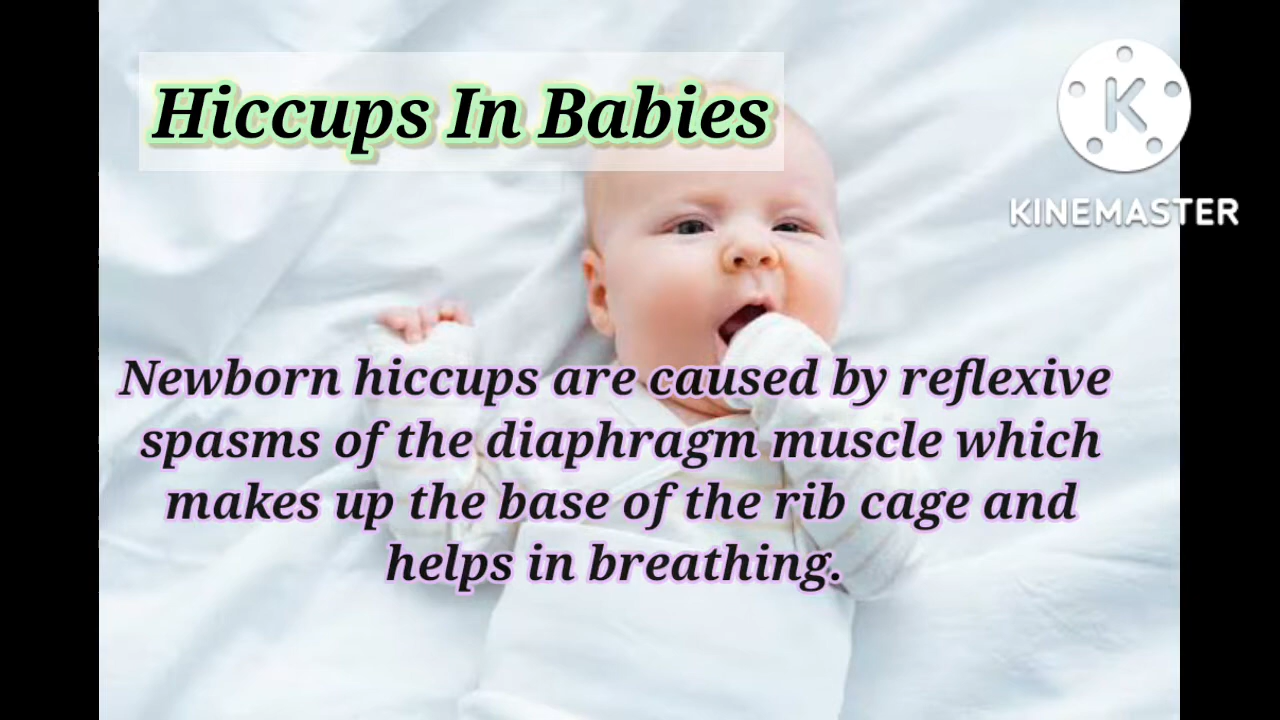 Hiccups In Babies
K
KINEMASTER
Newborn hiccups are caused by reflexive
spasms of the diaphragm muscle which
makes up the base of the rib cage and
helps in breathing.